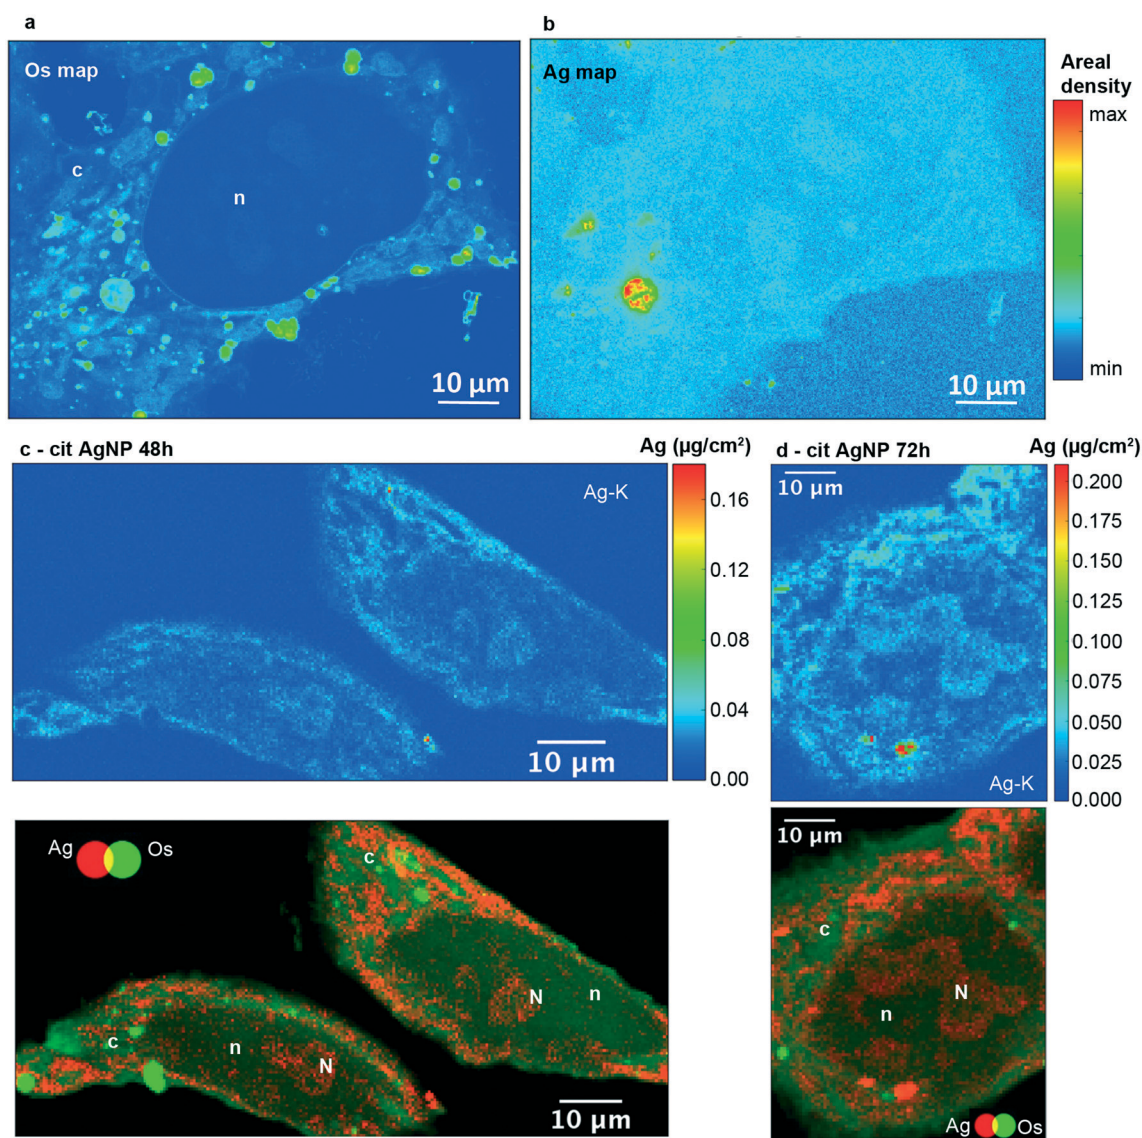 a
b
Os map
Ag map
Areal
density
max
c
n
min
10 µm
10 µm
c - cit AgNP 48h
Ag (µg/cm²)
d - cit AgNP 72h
Ag (µg/cm²)
Ag-K
10 µm
0.16
0.12
0.08
0.04
0.00
10 µm
0.200
0.175
0.150
0.125
0.100
0.075
0.050
0.025
0.000
Ag-K
Ag
Os
c
N
n
c
n
N
10 µm
10 µm
c
N
n
Ag
Os